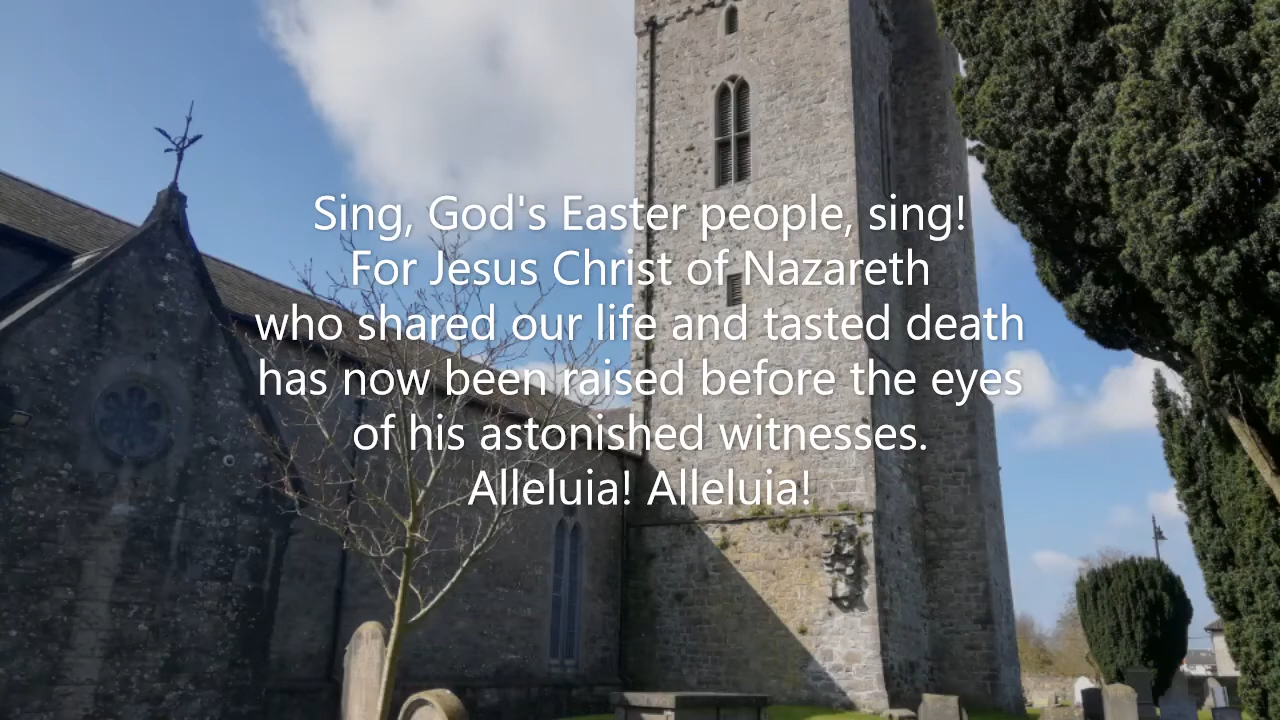 Sing, God's Easter people, sing!
For Jesus Christ of Nazareth
who shared our life and tasted death
has now been raised before the eyes
of his astonished witnesses.
Alleluia! Alleluia!